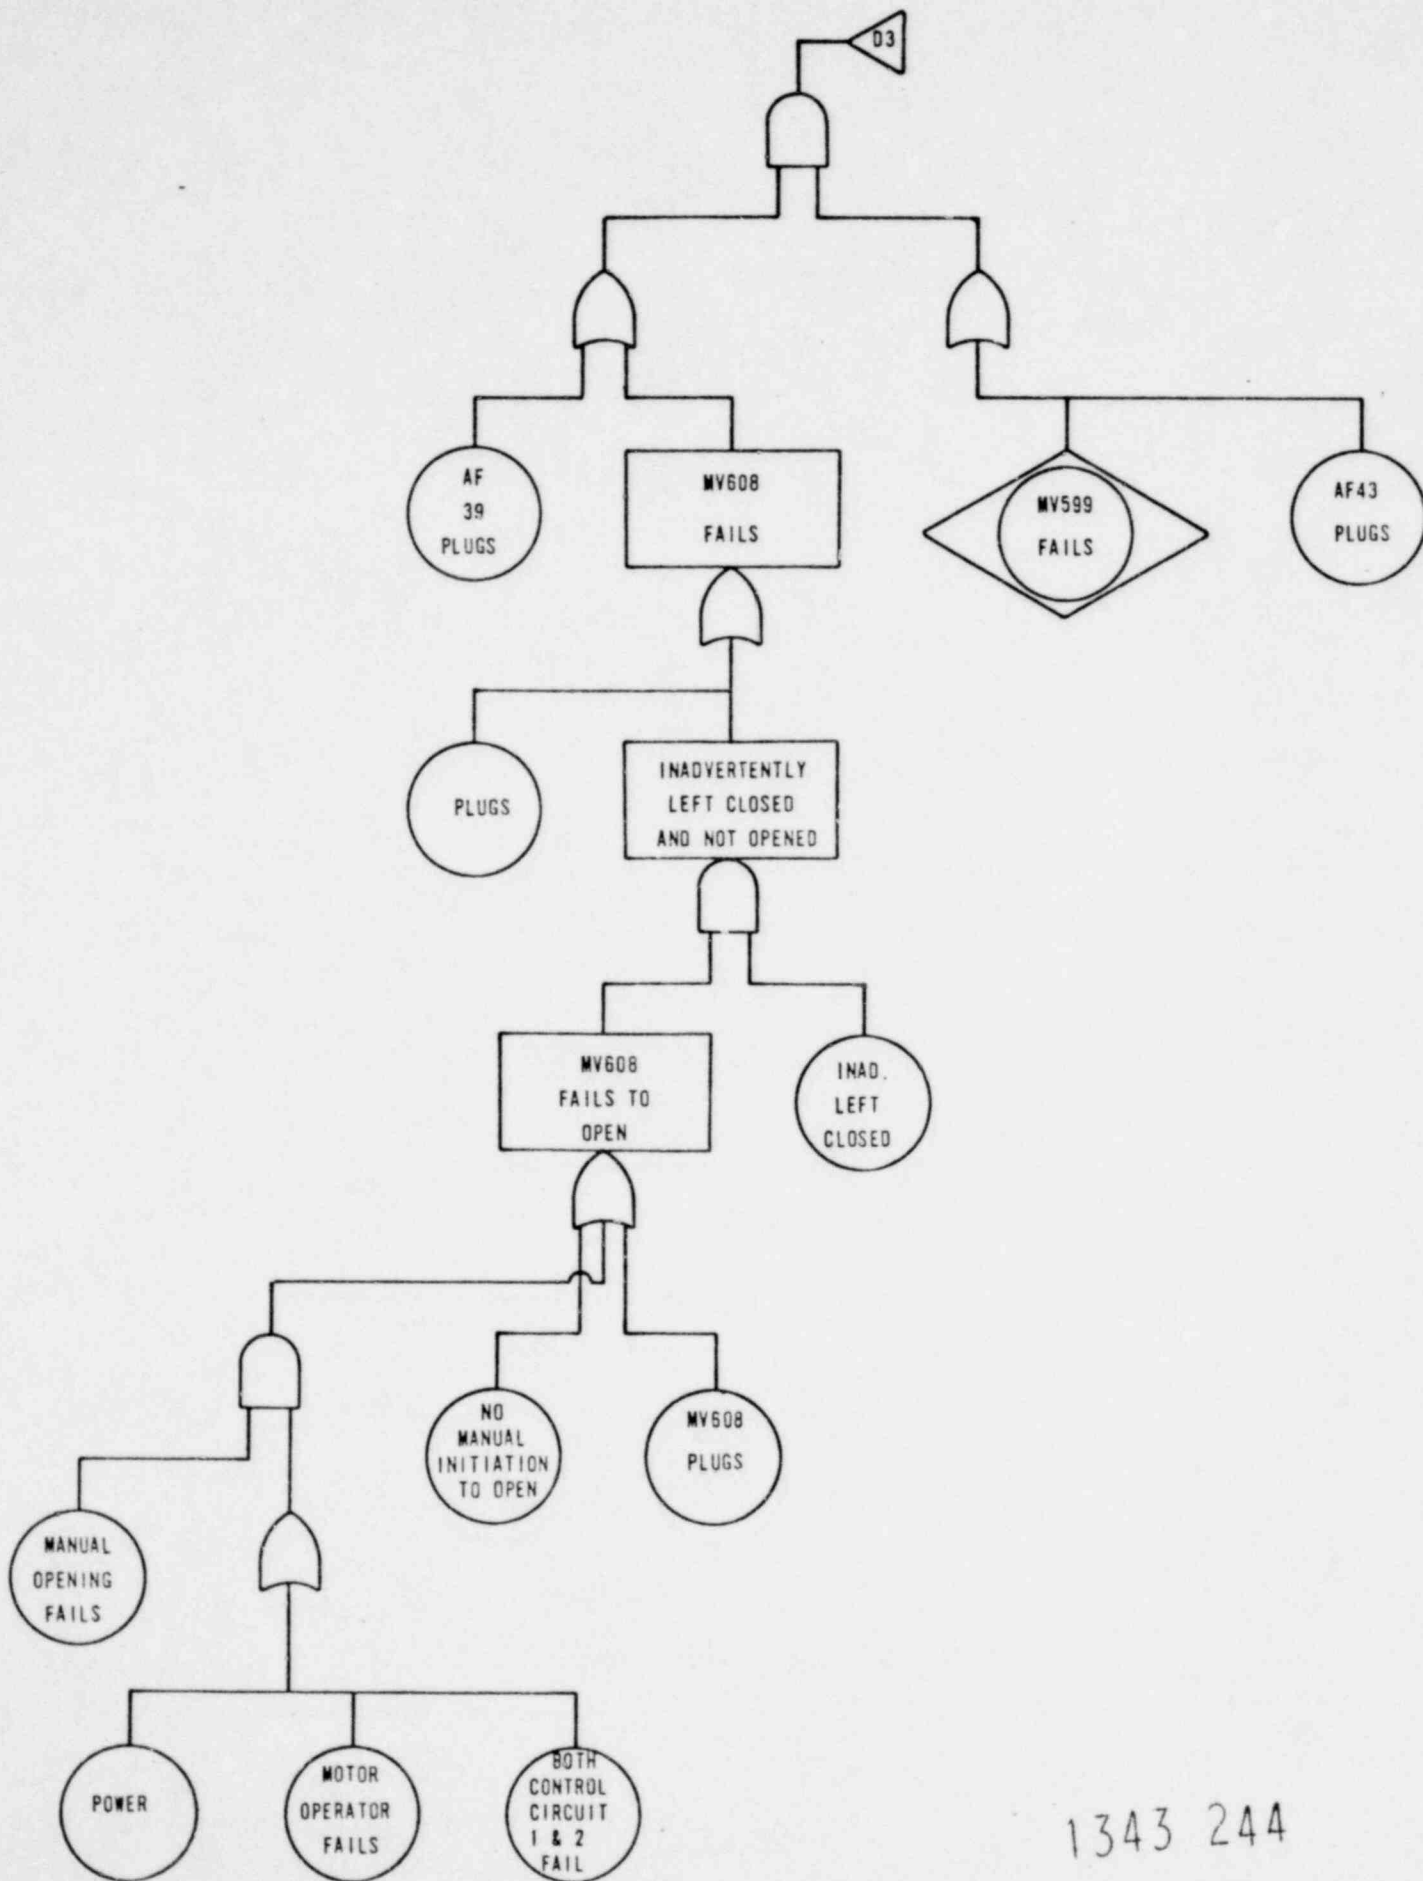 D3
AF
39
PLUGS
MV608
FAILS
MV599
FAILS
AF43
PLUGS
PLUGS
INADVERTENTLY
LEFT CLOSED
AND NOT OPENED
MV608
FAILS TO
OPEN
INAD.
LEFT
CLOSED
NO
MANUAL
INITIATION
TO OPEN
MV608
PLUGS
MANUAL
OPENING
FAILS
POWER
MOTOR
OPERATOR
FAILS
BOTH
CONTROL
CIRCUIT
1 & 2
FAIL
1343 244